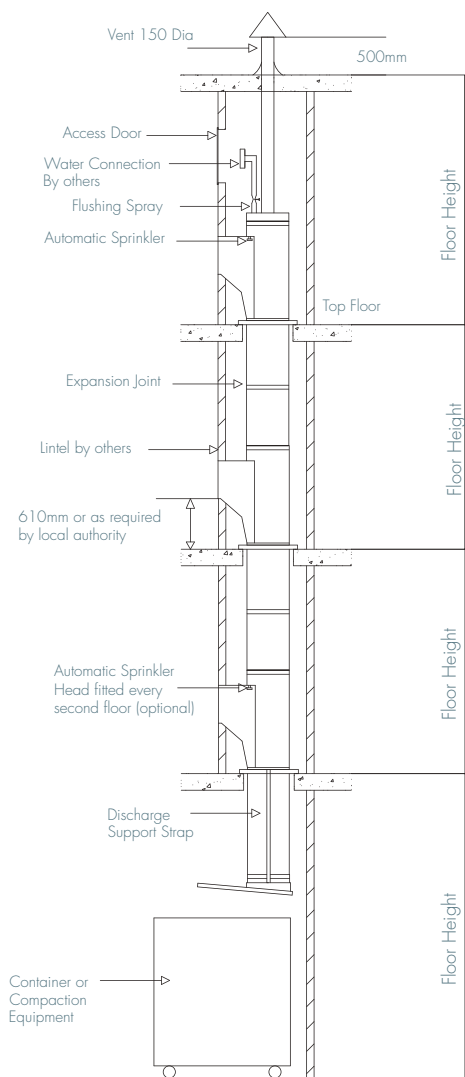 Vent 150 Dia
500mm
Access Door
Water Connection
By others
Flushing Spray
Automatic Sprinkler
Floor Height
Top Floor
Expansion Joint
Lintel by others
610mm or as required
by local authority
Floor Height
Automatic Sprinkler
Head fitted every
second floor (optional)
Floor Height
Discharge
Support Strap
Container or
Compaction
Equipment
Floor Height